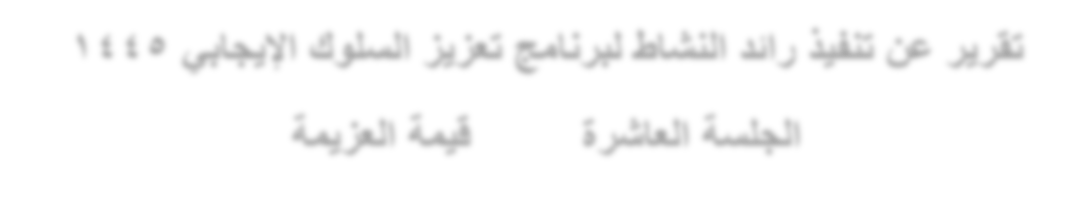 تقرير عن تنفيذ رائد النشاط لبرنامج تعزيز السلوك الإيجابي ١٤٤٥
الجلسة العاشرة قيمة العزيمة